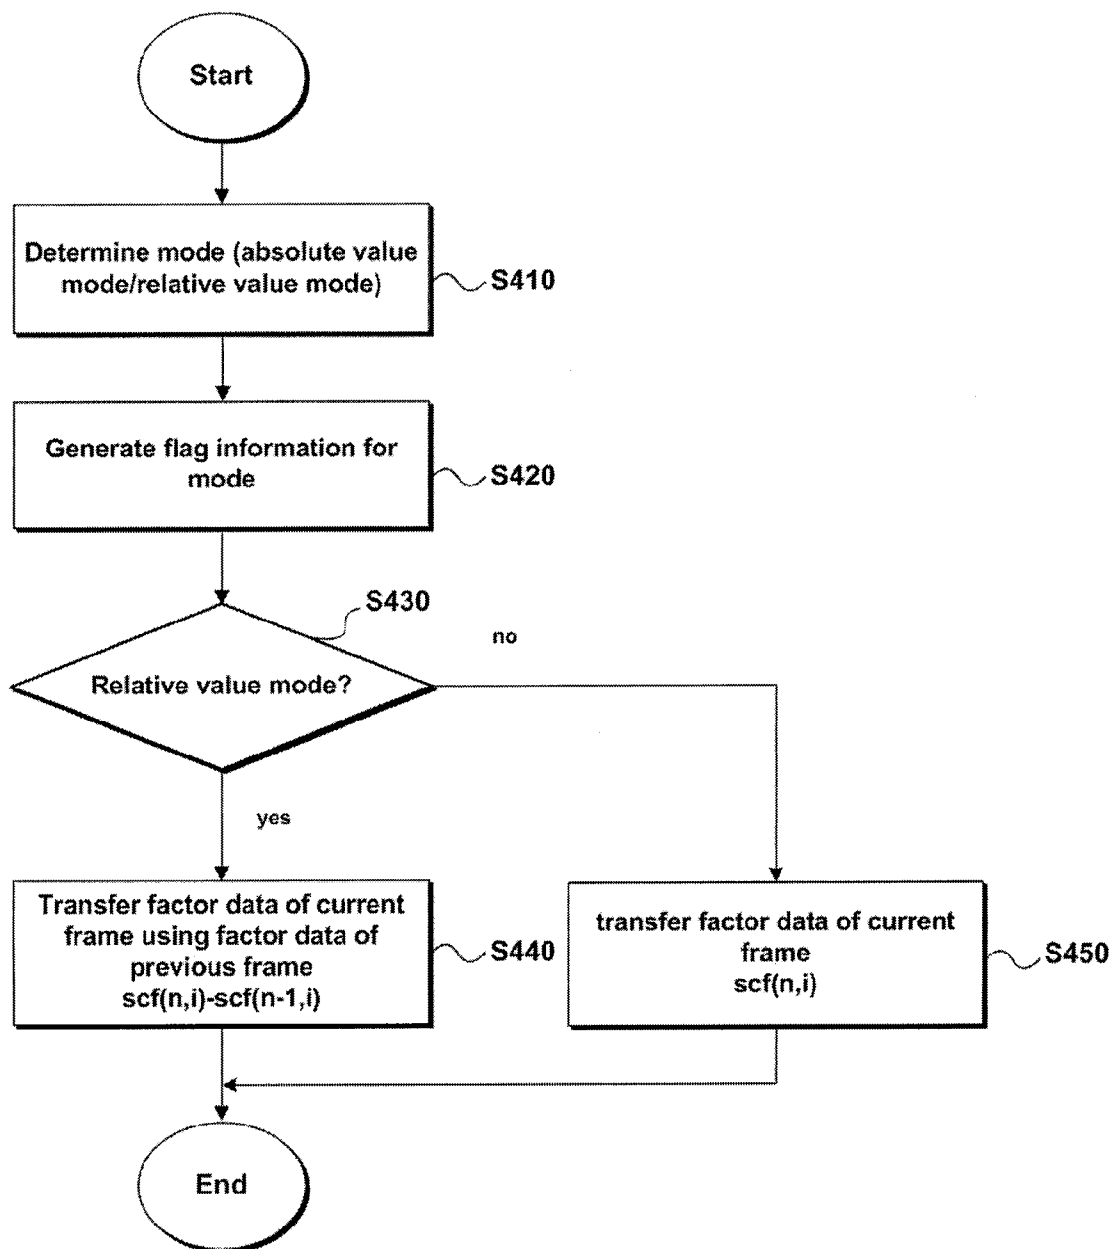 Start
Determine mode (absolute value
mode/relative value mode)
S410
Generate flag information for
mode
S420
S430
no
Relative value mode?
yes
Transfer factor data of current
frame using factor data of
previous frame
scf(n,i)-scf(n-1,i)
S440
transfer factor data of current
frame
scf(n,i)
S450
End